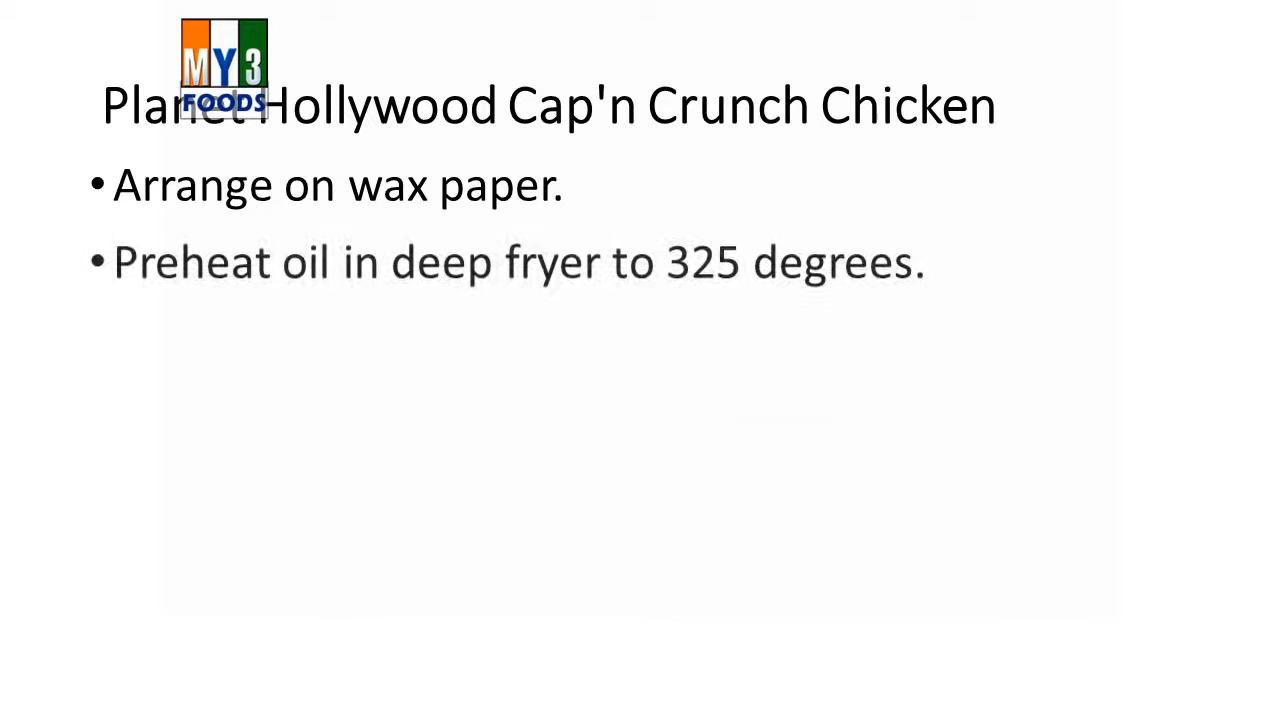 MY3
FOODS
Planet Hollywood Cap'n Crunch Chicken
• Arrange on wax paper.
• Preheat oil in deep fryer to 325 degrees.